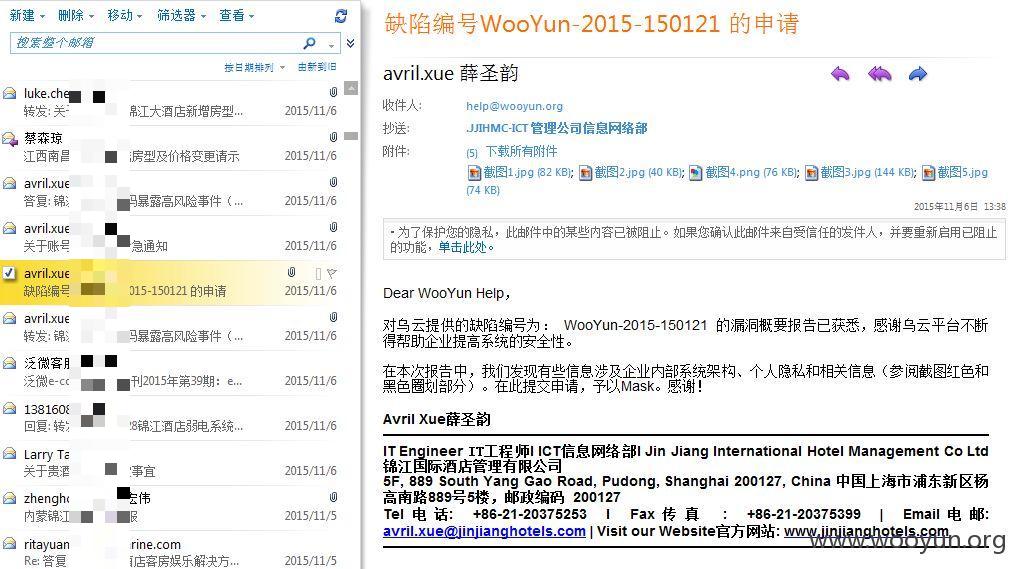 新建 删除 移动 筛选器 查看
搜索整个邮箱
按日期排列 由新到旧
luke.che
转发: 关于 锦江大酒店新增房型...
2015/11/6
蔡森琼
江西南昌 房型及价格变更请示
2015/11/6
avril.xue
答复: 锦江 码暴露高风险事件（...
2015/11/6
avril.xue
关于账号 急通知
2015/11/6
avril.xue
缺陷编号 015-150121 的申请
2015/11/6
avril.xue
转发: 锦江 码暴露高风险事件（...
2015/11/6
泛微客服
泛微e-co 刊2015年第39期：e...
2015/11/6
1381608
回复: 转发 28锦江酒店弱电系统...
2015/11/6
Larry Ta
关于贵酒 事宜
2015/11/6
zhengho 宏伟
内蒙锦江 报
2015/11/5
ritayuan rine.com
Re: 答复 酒店客房娱乐解决方...
2015/11/5
缺陷编号WooYun-2015-150121 的申请
avril.xue 薛圣韵
收件人: help@wooyun.org
抄送: .JJIHMC-ICT 管理公司信息网络部
附件: (5) 下载所有附件
截图1.jpg (82 KB); 截图2.jpg (40 KB); 截图4.png (76 KB); 截图3.jpg (144 KB); 截图5.jpg
(74 KB)
2015年11月6日 13:38
• 为了保护您的隐私，此邮件中的某些内容已被阻止。如果您确认此邮件来自受信任的发件人，并要重新启用已阻止
的功能，单击此处。
Dear WooYun Help，
对乌云提供的缺陷编号为： WooYun-2015-150121 的漏洞概要报告已获悉，感谢乌云平台不断
得帮助企业提高系统的安全性。
在本次报告中，我们发现有些信息涉及企业内部系统架构、个人隐私和相关信息（参阅截图红色和
黑色圈划部分）。在此提交申请，予以Mask。感谢！
Avril Xue薛圣韵
IT Engineer IT工程师I ICT信息网络部I Jin Jiang International Hotel Management Co Ltd
锦江国际酒店管理有限公司
5F, 889 South Yang Gao Road, Pudong, Shanghai 200127, China 中国上海市浦东新区杨
高南路889号5楼，邮政编码 200127
Tel 电话: +86-21-20375253 I Fax 传真 : +86-21-20375399 | Email 电邮:
avril.xue@jinjianghotels.com | Visit our Website官方网站: www.jinjianghotels.com
www.wooyun.org